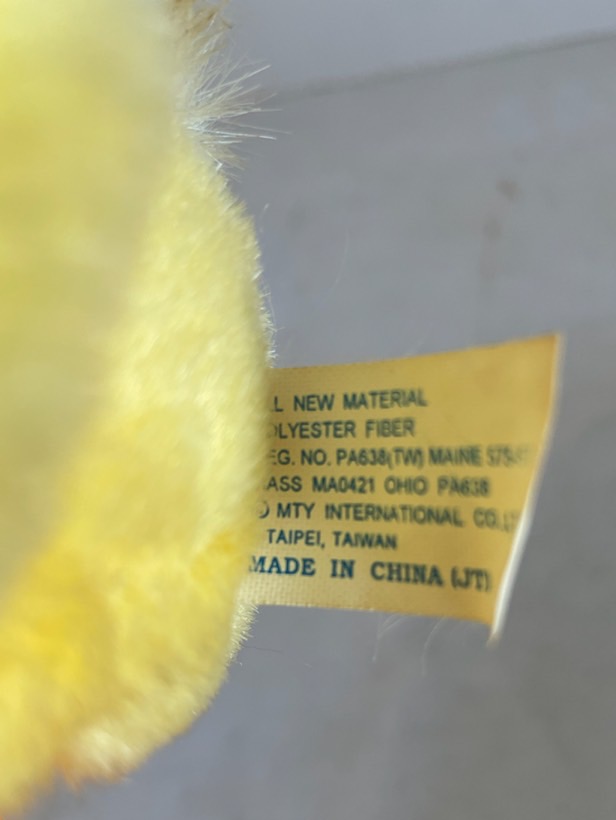 L NEW MATERIAL
OLYESTER FIBER
EG. NO. PA638(TW) MAINE
ASS MA0421 OHIO PA638
MTY INTERNATIONAL CO.,
TAIPEI, TAIWAN
MADE IN CHINA (JT)